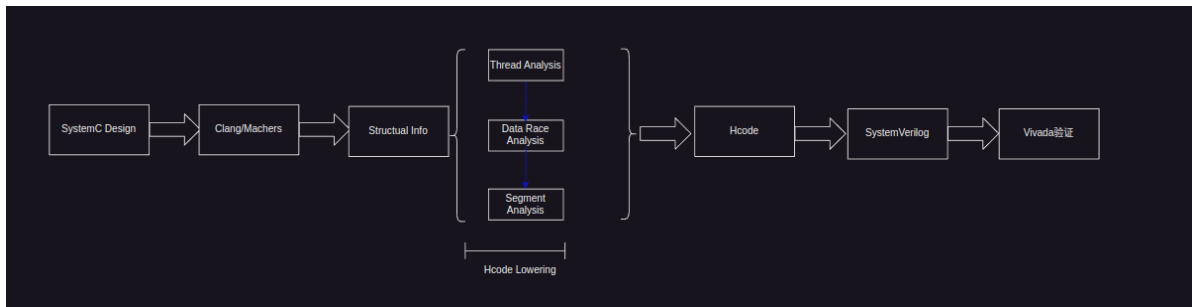 SystemC Design
Clang/Machers
Structual Info
Thread Analysis
Data Race
Analysis
Segment
Analysis
Hcode Lowering
Hcode
SystemVerilog
Vivada验证